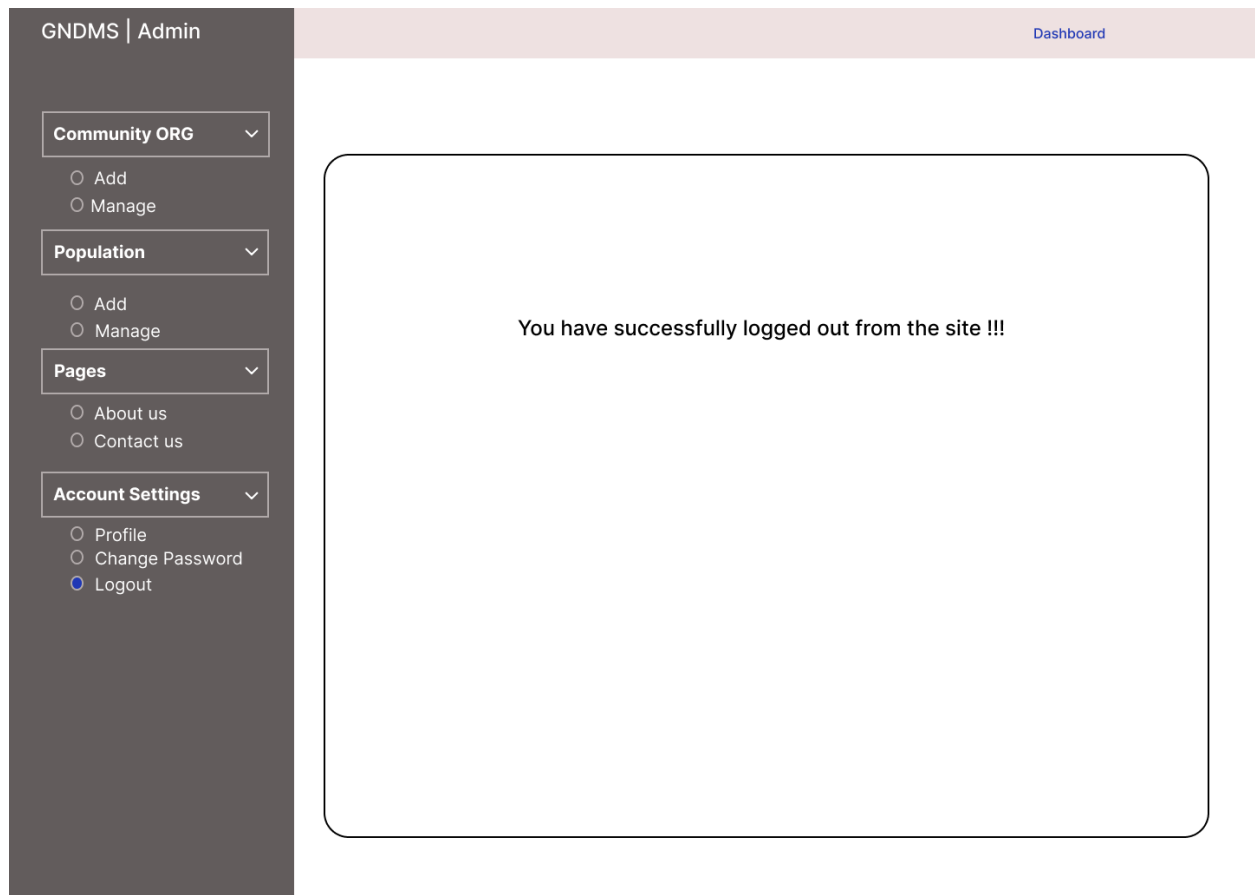 GNDMS | Admin
Dashboard
Community ORG
Add
Manage
Population
Add
Manage
Pages
About us
Contact us
Account Settings
Profile
Change Password
Logout
You have successfully logged out from the site !!!